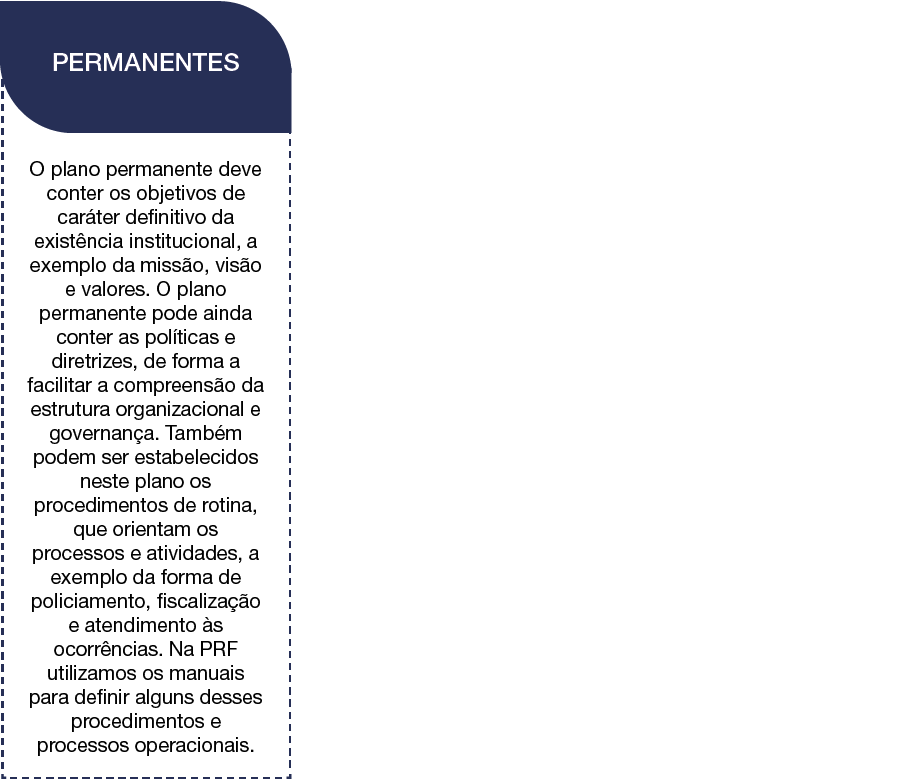 PERMANENTES
O plano permanente deve
conter os objetivos de
caráter definitivo da
existência institucional, a
exemplo da missão, visão
e valores. O plano
permanente pode ainda
conter as políticas e
diretrizes, de forma a
facilitar a compreensão da
estrutura organizacional e
governança. Também
podem ser estabelecidos
neste plano os
procedimentos de rotina,
que orientam os
processos e atividades, a
exemplo da forma de
policiamento, fiscalização
e atendimento às
ocorrências. Na PRF
utilizamos os manuais
para definir alguns desses
procedimentos e
processos operacionais.